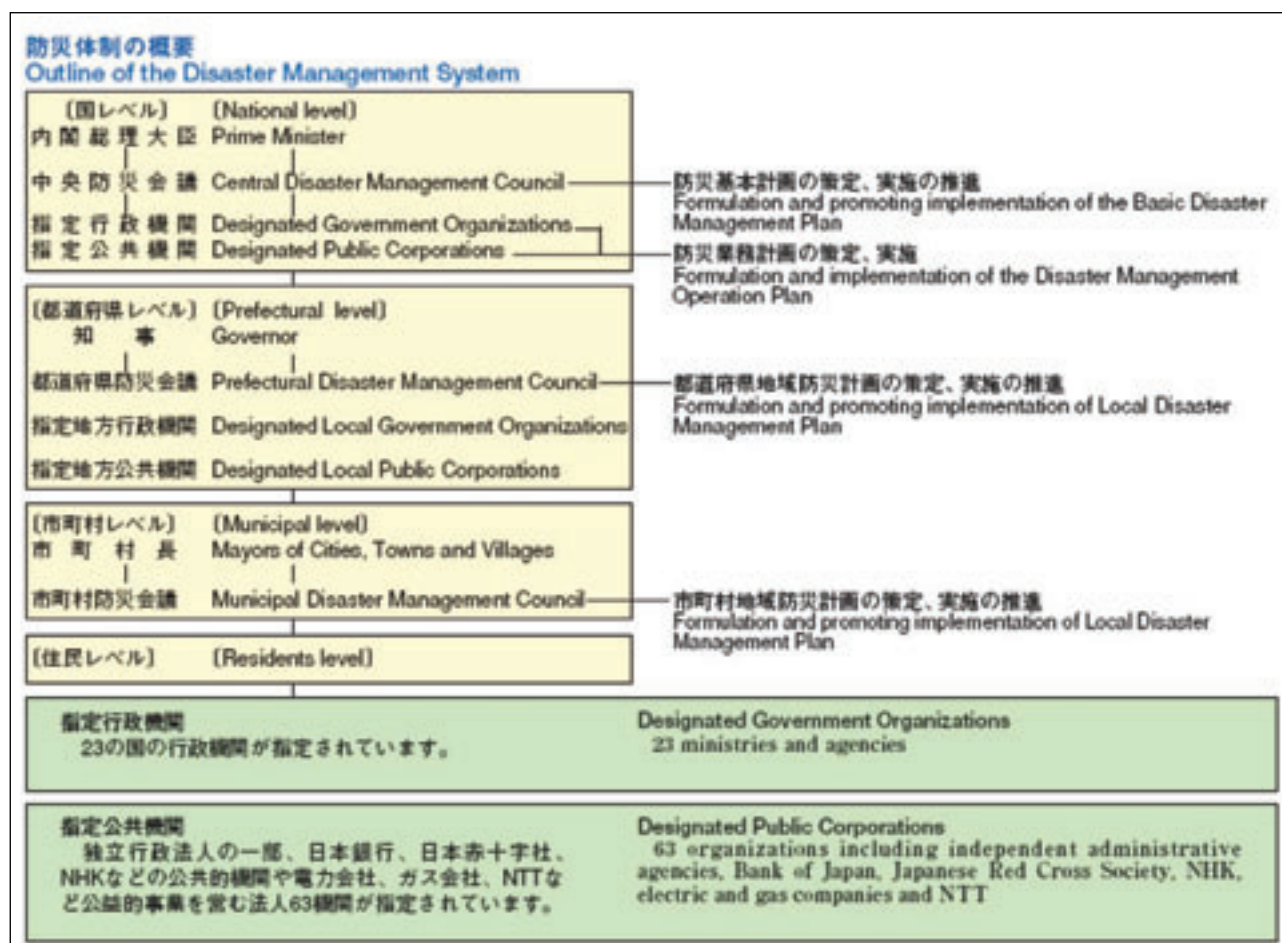 防災体制の概要
Outline of the Disaster Management System
〔国レベル〕 〔National level〕
内閣総理大臣 Prime Minister
中央防災会議 Central Disaster Management Council
防災基本計画の策定、実施の推進
Formulation and promoting implementation of the Basic Disaster
Management Plan
指定行政機関 Designated Government Organizations
指定公共機関 Designated Public Corporations
防災業務計画の策定、実施
Formulation and implementation of the Disaster Management
Operation Plan
〔都道府県レベル〕 〔Prefectural level〕
知事 Governor
都道府県防災会議 Prefectural Disaster Management Council
都道府県地域防災計画の策定、実施の推進
Formulation and promoting implementation of Local Disaster
Management Plan
指定地方行政機関 Designated Local Government Organizations
指定地方公共機関 Designated Local Public Corporations
〔市町村レベル〕 〔Municipal level〕
市町村長 Mayors of Cities, Towns and Villages
市町村防災会議 Municipal Disaster Management Council
市町村地域防災計画の策定、実施の推進
Formulation and promoting implementation of Local Disaster
Management Plan
〔住民レベル〕 〔Residents level〕
指定行政機関
23の国の行政機関が指定されています。
Designated Government Organizations
23 ministries and agencies
指定公共機関
独立行政法人の一部、日本銀行、日本赤十字社、
NHKなどの公共的機関や電力会社、ガス会社、NTTな
ど公益的事業を営む法人63機関が指定されています。
Designated Public Corporations
63 organizations including independent administrative
agencies, Bank of Japan, Japanese Red Cross Society, NHK,
electric and gas companies and NTT